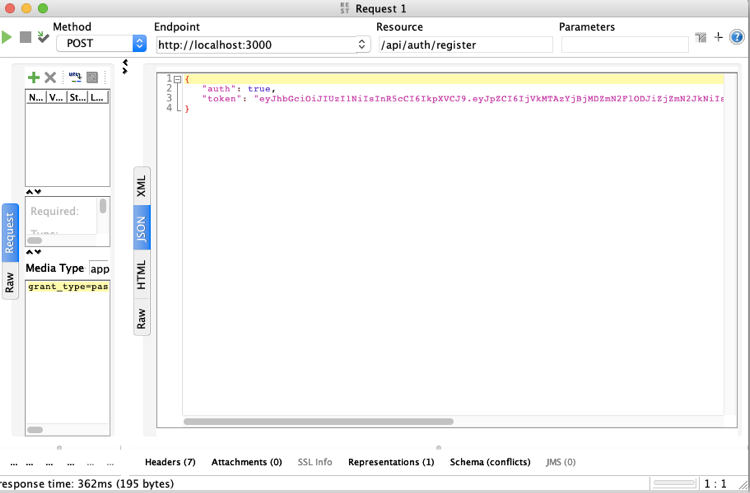 REST Request 1
Method Endpoint Resource Parameters
POST http://localhost:3000 /api/auth/register
N... V... St... L...
Required:
Type:
Media Type app
grant_type=pas
Request
Raw
XML
JSON
HTML
Raw
1 {
2 "auth": true,
3 "token": "eyJhbGciOiJIUzI1NiIsInR5cCI6IkpXVCJ9.eyJpZCI6IjVkMTAzYjBjMDZmN2FlODJiZjZmN2JkNiIs
4 }
... ... ... ... ... ...
Headers (7) Attachments (0) SSL Info Representations (1) Schema (conflicts) JMS (0)
response time: 362ms (195 bytes) 1 : 1